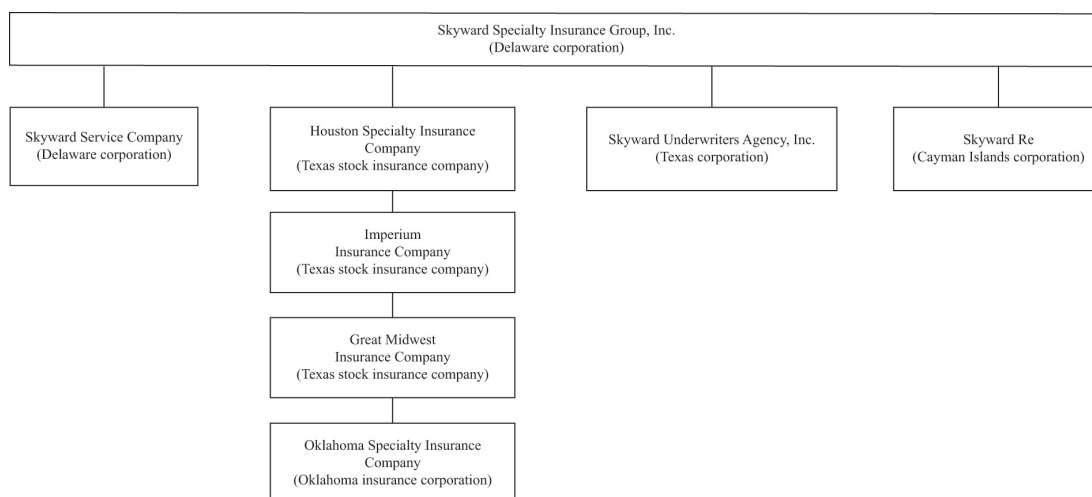 Skyward Specialty Insurance Group, Inc.
(Delaware corporation)
Skyward Service Company
(Delaware corporation)
Houston Specialty Insurance
Company
(Texas stock insurance company)
Skyward Underwriters Agency, Inc.
(Texas corporation)
Skyward Re
(Cayman Islands corporation)
Imperium
Insurance Company
(Texas stock insurance company)
Great Midwest
Insurance Company
(Texas stock insurance company)
Oklahoma Specialty Insurance
Company
(Oklahoma insurance corporation)